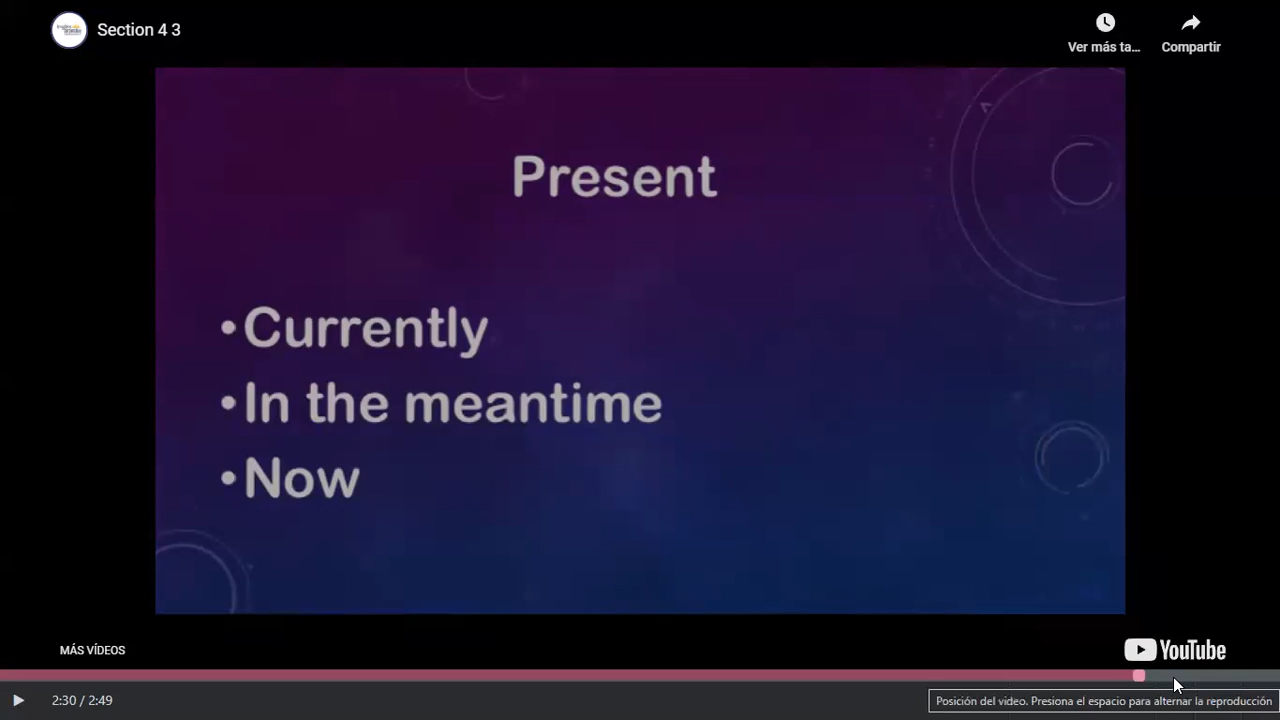 Section 4 3
Ver más ta...
Compartir
Present
•Currently
•In the meantime
•Now
MÁS VÍDEOS
YouTube
2:30 / 2:49
Posición del video. Presiona el espacio para alternar la reproducción